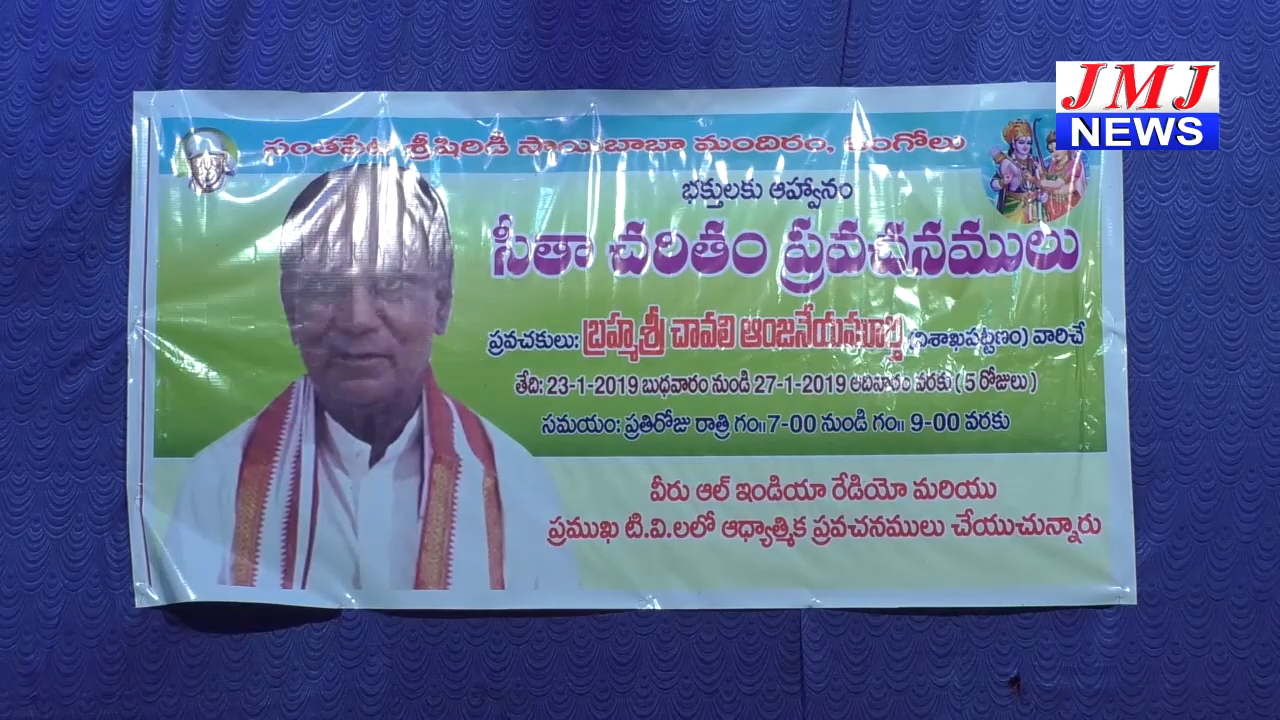 JMJ
NEWS
సంతపేట శ్రీషిరిడి సాయిబాబా మందిరం, ఒంగోలు
భక్తులకు ఆహ్వానం
సీతా చరితం ప్రవచనములు
ప్రవచకులు: బ్రహ్మశ్రీ చావలి ఆంజనేయమూర్తి (విశాఖపట్టణం) వారిచే
తేది: 23-1-2019 బుధవారం నుండి 27-1-2019 ఆదివారం వరకు ( 5 రోజులు )
సమయం: ప్రతిరోజు రాత్రి గం॥7-00 నుండి గం॥ 9-00 వరకు
వీరు ఆల్ ఇండియా రేడియో మరియు
ప్రముఖ టి.వి.లలో ఆధ్యాత్మిక ప్రవచనములు చేయుచున్నారు